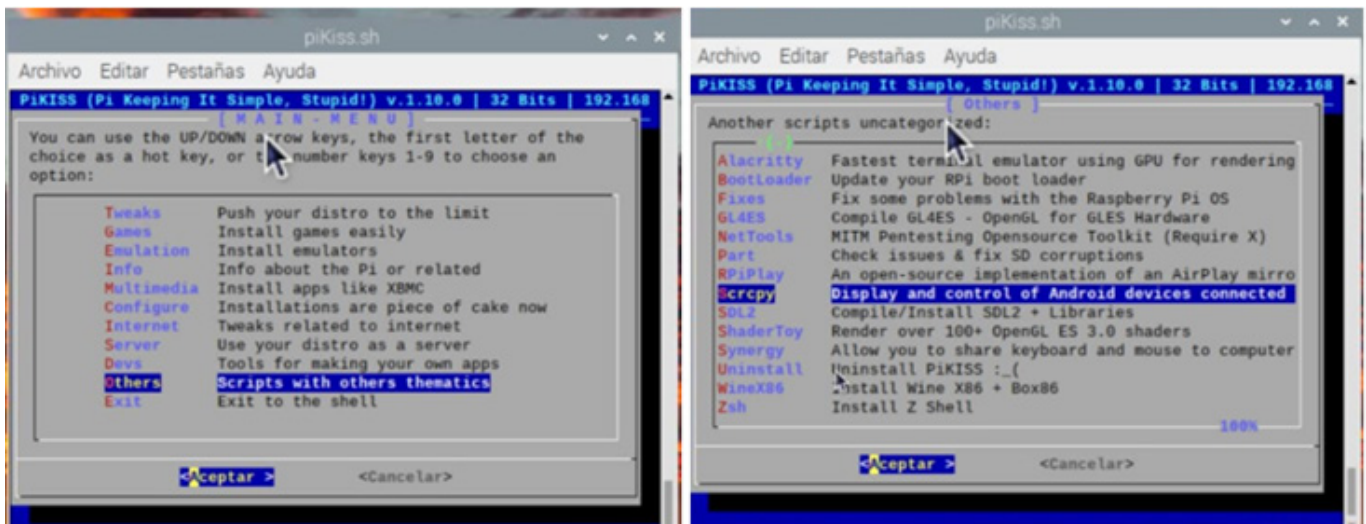 piKiss.sh
Archivo Editar Pestañas Ayuda
PiKISS (Pi Keeping It Simple, Stupid!) v.1.10.0 | 32 Bits | 192.168
[ M A I N - M E N U ]
You can use the UP/DOWN arrow keys, the first letter of the
choice as a hot key, or the number keys 1-9 to choose an
option:
Tweaks Push your distro to the limit
Games Install games easily
Emulation Install emulators
Info Info about the Pi or related
Multimedia Install apps like XBMC
Configure Installations are piece of cake now
Internet Tweaks related to internet
Server Use your distro as a server
Devs Tools for making your own apps
Others Scripts with others thematics
Exit Exit to the shell
<Aceptar > <Cancelar>
piKiss.sh
Archivo Editar Pestañas Ayuda
PiKISS (Pi Keeping It Simple, Stupid!) v.1.10.0 | 32 Bits | 192.168
[ Others ]
Another scripts uncategorized:
(-)
Alacritty Fastest terminal emulator using GPU for rendering
BootLoader Update your RPi boot loader
Fixes Fix some problems with the Raspberry Pi OS
GL4ES Compile GL4ES - OpenGL for GLES Hardware
NetTools MITM Pentesting Opensource Toolkit (Require X)
Part Check issues & fix SD corruptions
RPiPlay An open-source implementation of an AirPlay mirro
Scrcpy Display and control of Android devices connected
SDL2 Compile/Install SDL2 + Libraries
ShaderToy Render over 100+ OpenGL ES 3.0 shaders
Synergy Allow you to share keyboard and mouse to computer
Uninstall Uninstall PiKISS :_(
WineX86 Install Wine X86 + Box86
Zsh Install Z Shell
100%
<Aceptar > <Cancelar>